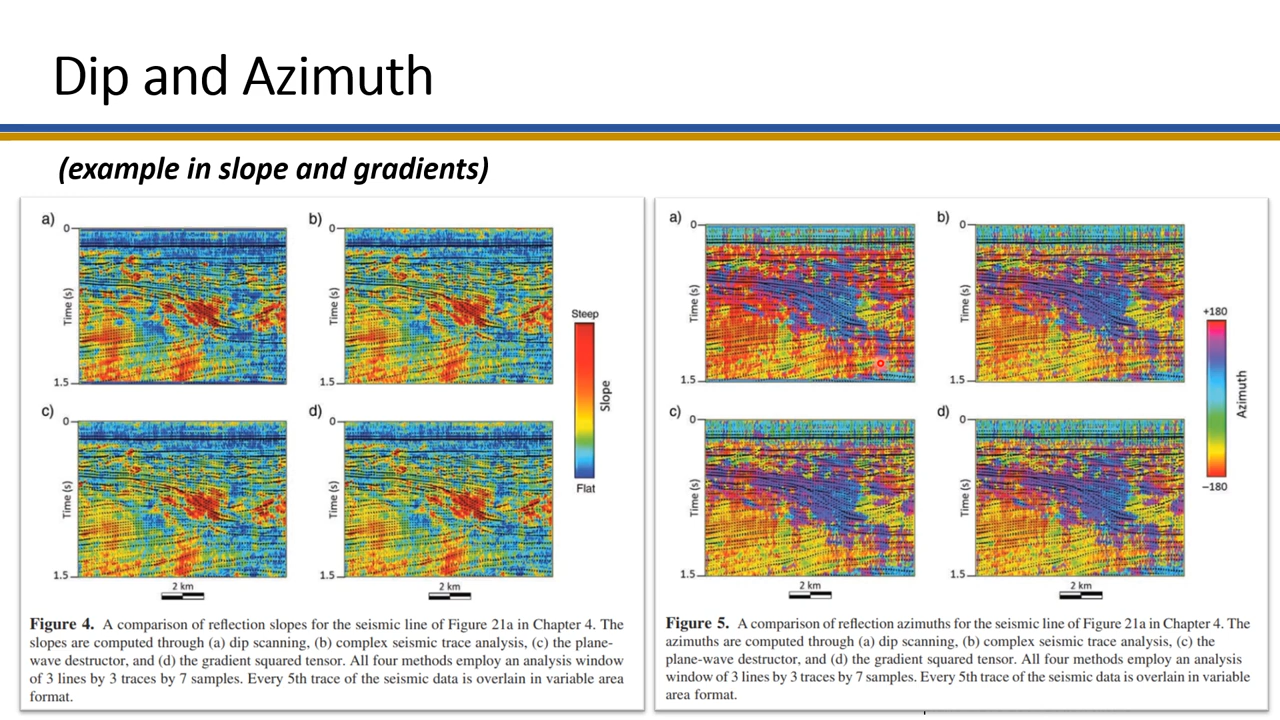 Dip and Azimuth
(example in slope and gradients)
a)
b)
0
0
Time (s)
Time (s)
1.5
1.5
c)
d)
0
0
Time (s)
Time (s)
1.5
1.5
2 km
2 km
Steep
Slope
Flat
Figure 4. A comparison of reflection slopes for the seismic line of Figure 21a in Chapter 4. The
slopes are computed through (a) dip scanning, (b) complex seismic trace analysis, (c) the plane-
wave destructor, and (d) the gradient squared tensor. All four methods employ an analysis window
of 3 lines by 3 traces by 7 samples. Every 5th trace of the seismic data is overlain in variable area
format.
a)
b)
0
0
Time (s)
Time (s)
1.5
1.5
c)
d)
0
0
Time (s)
Time (s)
1.5
1.5
2 km
2 km
+180
Azimuth
−180
Figure 5. A comparison of reflection azimuths for the seismic line of Figure 21a in Chapter 4. The
azimuths are computed through (a) dip scanning, (b) complex seismic trace analysis, (c) the
plane-wave destructor, and (d) the gradient squared tensor. All four methods employ an analysis
window of 3 lines by 3 traces by 7 samples. Every 5th trace of the seismic data is overlain in variable
area format.